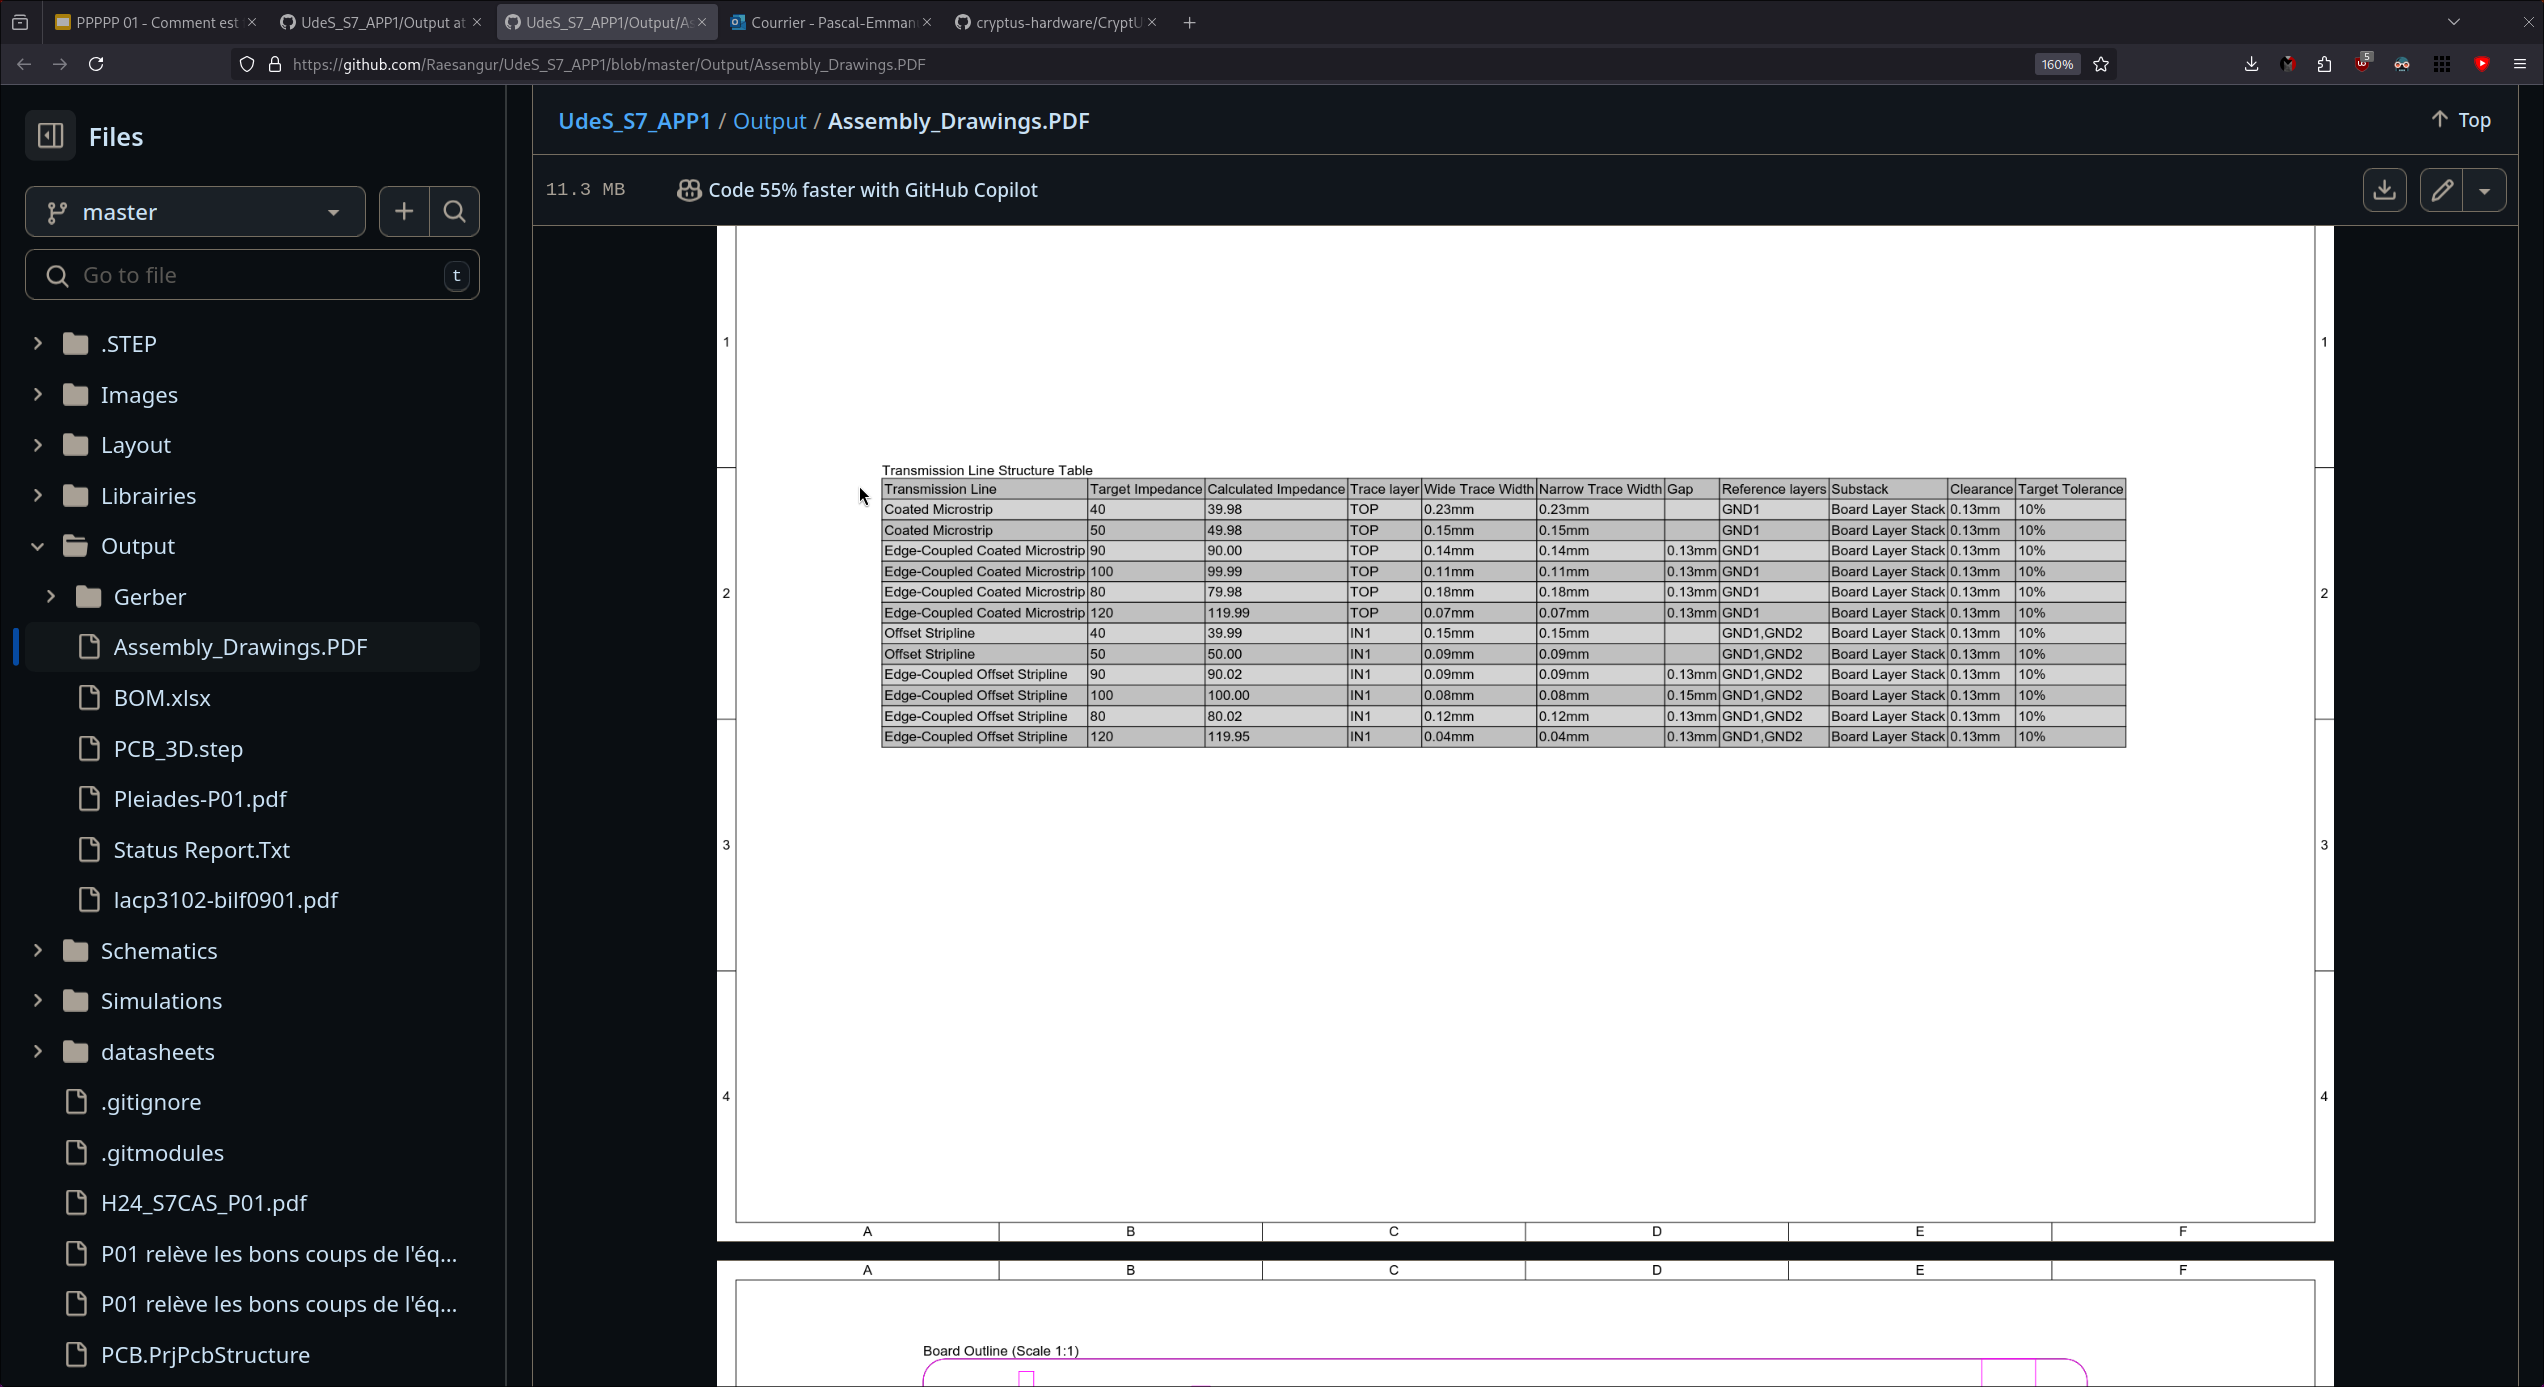 PPPPP 01 - Comment est
UdeS_S7_APP1/Output at
UdeS_S7_APP1/Output/As
Courrier - Pascal-Emman
cryptus-hardware/CryptU
https://github.com/Raesangur/UdeS_S7_APP1/blob/master/Output/Assembly_Drawings.PDF
160%
5
Files
master
Go to file
t
.STEP
Images
Layout
Librairies
Output
Gerber
Assembly_Drawings.PDF
BOM.xlsx
PCB_3D.step
Pleiades-P01.pdf
Status Report.Txt
lacp3102-bilf0901.pdf
Schematics
Simulations
datasheets
.gitignore
.gitmodules
H24_S7CAS_P01.pdf
P01 relève les bons coups de l'éq...
P01 relève les bons coups de l'éq...
PCB.PrjPcbStructure
UdeS_S7_APP1 / Output / Assembly_Drawings.PDF
Top
11.3 MB
Code 55% faster with GitHub Copilot
1 1
Transmission Line Structure Table
Transmission Line Target Impedance Calculated Impedance Trace layer Wide Trace Width Narrow Trace Width Gap Reference layers Substack Clearance Target Tolerance
Coated Microstrip 40 39.98 TOP 0.23mm 0.23mm GND1 Board Layer Stack 0.13mm 10%
Coated Microstrip 50 49.98 TOP 0.15mm 0.15mm GND1 Board Layer Stack 0.13mm 10%
Edge-Coupled Coated Microstrip 90 90.00 TOP 0.14mm 0.14mm 0.13mm GND1 Board Layer Stack 0.13mm 10%
Edge-Coupled Coated Microstrip 100 99.99 TOP 0.11mm 0.11mm 0.13mm GND1 Board Layer Stack 0.13mm 10%
Edge-Coupled Coated Microstrip 80 79.98 TOP 0.18mm 0.18mm 0.13mm GND1 Board Layer Stack 0.13mm 10%
Edge-Coupled Coated Microstrip 120 119.99 TOP 0.07mm 0.07mm 0.13mm GND1 Board Layer Stack 0.13mm 10%
Offset Stripline 40 39.99 IN1 0.15mm 0.15mm GND1,GND2 Board Layer Stack 0.13mm 10%
Offset Stripline 50 50.00 IN1 0.09mm 0.09mm GND1,GND2 Board Layer Stack 0.13mm 10%
Edge-Coupled Offset Stripline 90 90.02 IN1 0.09mm 0.09mm 0.13mm GND1,GND2 Board Layer Stack 0.13mm 10%
Edge-Coupled Offset Stripline 100 100.00 IN1 0.08mm 0.08mm 0.15mm GND1,GND2 Board Layer Stack 0.13mm 10%
Edge-Coupled Offset Stripline 80 80.02 IN1 0.12mm 0.12mm 0.13mm GND1,GND2 Board Layer Stack 0.13mm 10%
Edge-Coupled Offset Stripline 120 119.95 IN1 0.04mm 0.04mm 0.13mm GND1,GND2 Board Layer Stack 0.13mm 10%
2 2
3 3
4 4
A B C D E F
A B C D E F
Board Outline (Scale 1:1)